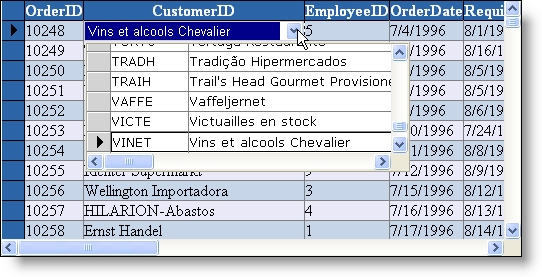 OrderID CustomerID EmployeeID OrderDate Requi
10248 Vins et alcools Chevalier 5 7/4/1996 8/1/19
10249 8/16/1
TRADH Tradição Hipermercados
10250 8/5/19
TRAIH Trail's Head Gourmet Provisione
10251 8/5/19
VAFFE Vaffeljernet
10252 8/6/19
VICTE Victuailles en stock
10253 0/1996 7/24/1
VINET Vins et alcools Chevalier
10254 1/1996 8/8/19
10255 Richter Supermarkt 9 7/12/1996 8/9/19
10256 Wellington Importadora 3 7/15/1996 8/12/1
10257 HILARION-Abastos 4 7/16/1996 8/13/1
10258 Ernst Handel 1 7/17/1996 8/14/1